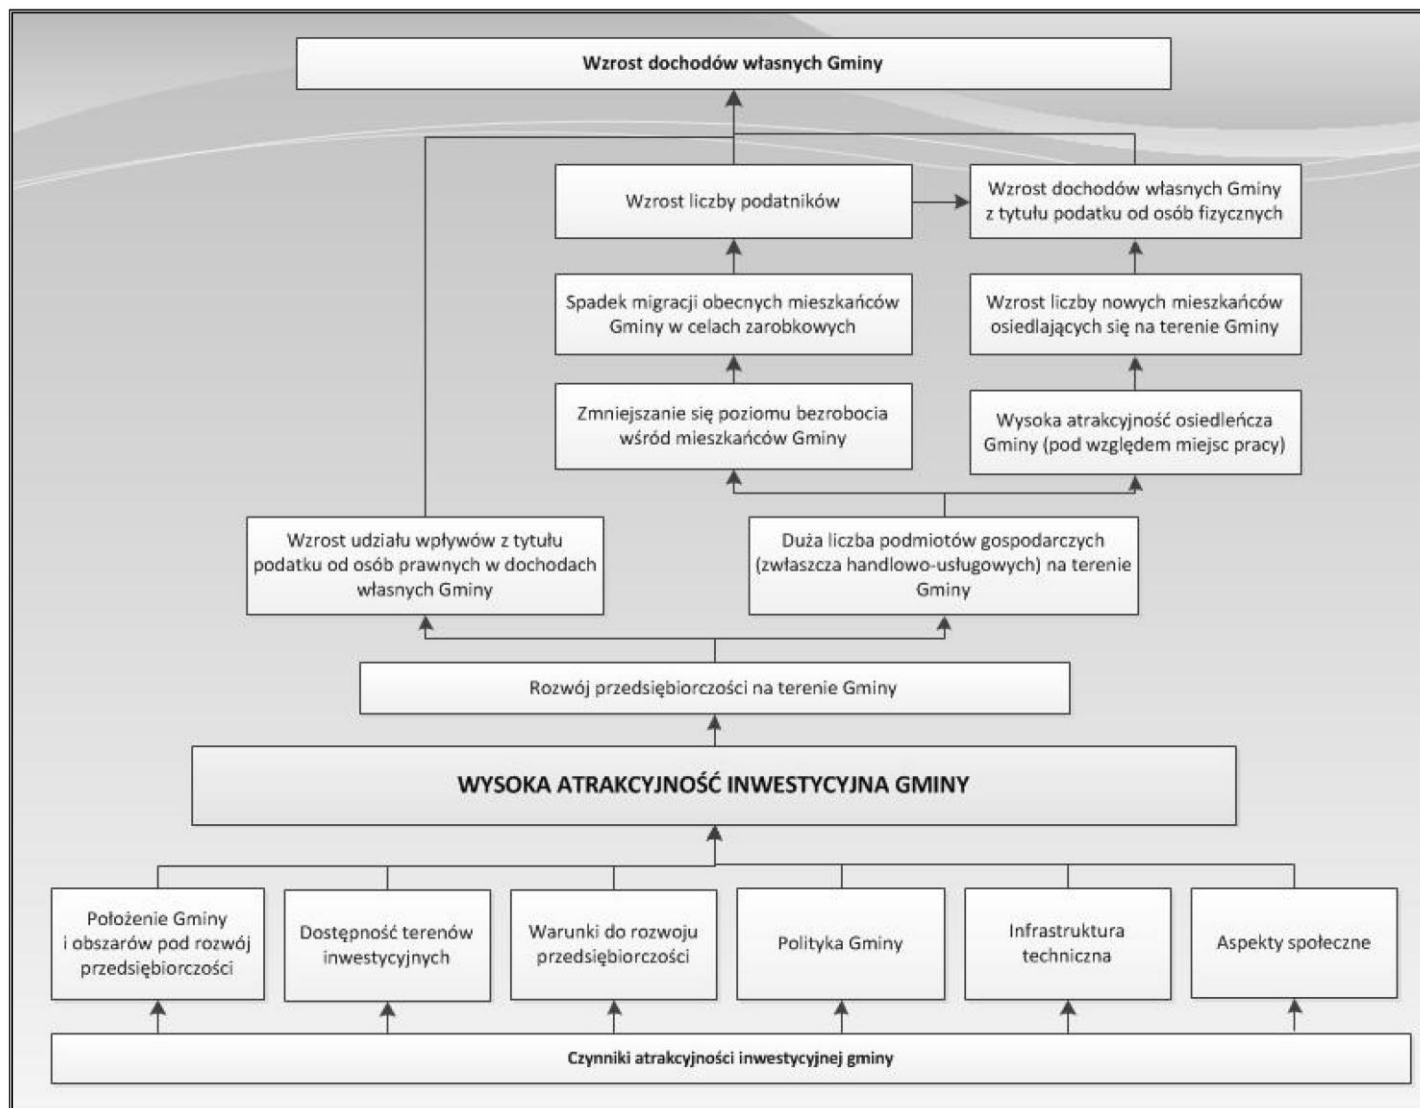 Wzrost dochodów własnych Gminy
Wzrost liczby podatników
Wzrost dochodów własnych Gminy
z tytułu podatku od osób fizycznych
Spadek migracji obecnych mieszkańców
Gminy w celach zarobkowych
Wzrost liczby nowych mieszkańców
osiedlających się na terenie Gminy
Zmniejszanie się poziomu bezrobocia
wśród mieszkańców Gminy
Wysoka atrakcyjność osiedleńcza
Gminy (pod względem miejsc pracy)
Wzrost udziału wpływów z tytułu
podatku od osób prawnych w dochodach
własnych Gminy
Duża liczba podmiotów gospodarczych
(zwłaszcza handlowo-usługowych) na terenie
Gminy
Rozwój przedsiębiorczości na terenie Gminy
WYSOKA ATRAKCYJNOŚĆ INWESTYCYJNA GMINY
Położenie Gminy
i obszarów pod rozwój
przedsiębiorczości
Dostępność terenów
inwestycyjnych
Warunki do rozwoju
przedsiębiorczości
Polityka Gminy
Infrastruktura
techniczna
Aspekty społeczne
Czynniki atrakcyjności inwestycyjnej gminy